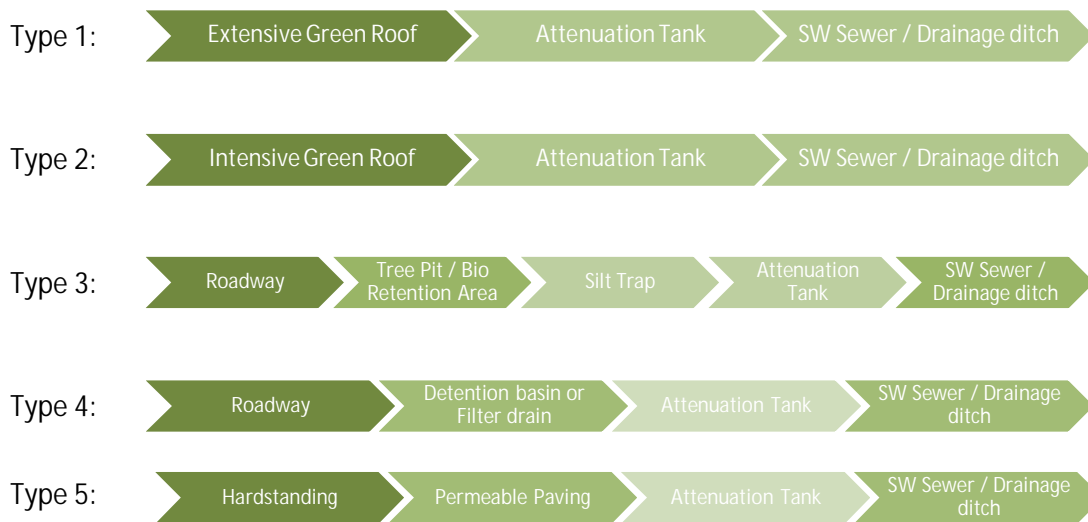 Type 1:
Extensive Green Roof
Attenuation Tank
SW Sewer / Drainage ditch
Type 2:
Intensive Green Roof
Attenuation Tank
SW Sewer / Drainage ditch
Type 3:
Roadway
Tree Pit / Bio
Retention Area
Silt Trap
Attenuation
Tank
SW Sewer /
Drainage ditch
Type 4:
Roadway
Detention basin or
Filter drain
Attenuation Tank
SW Sewer / Drainage
ditch
Type 5:
Hardstanding
Permeable Paving
Attenuation Tank
SW Sewer / Drainage
ditch